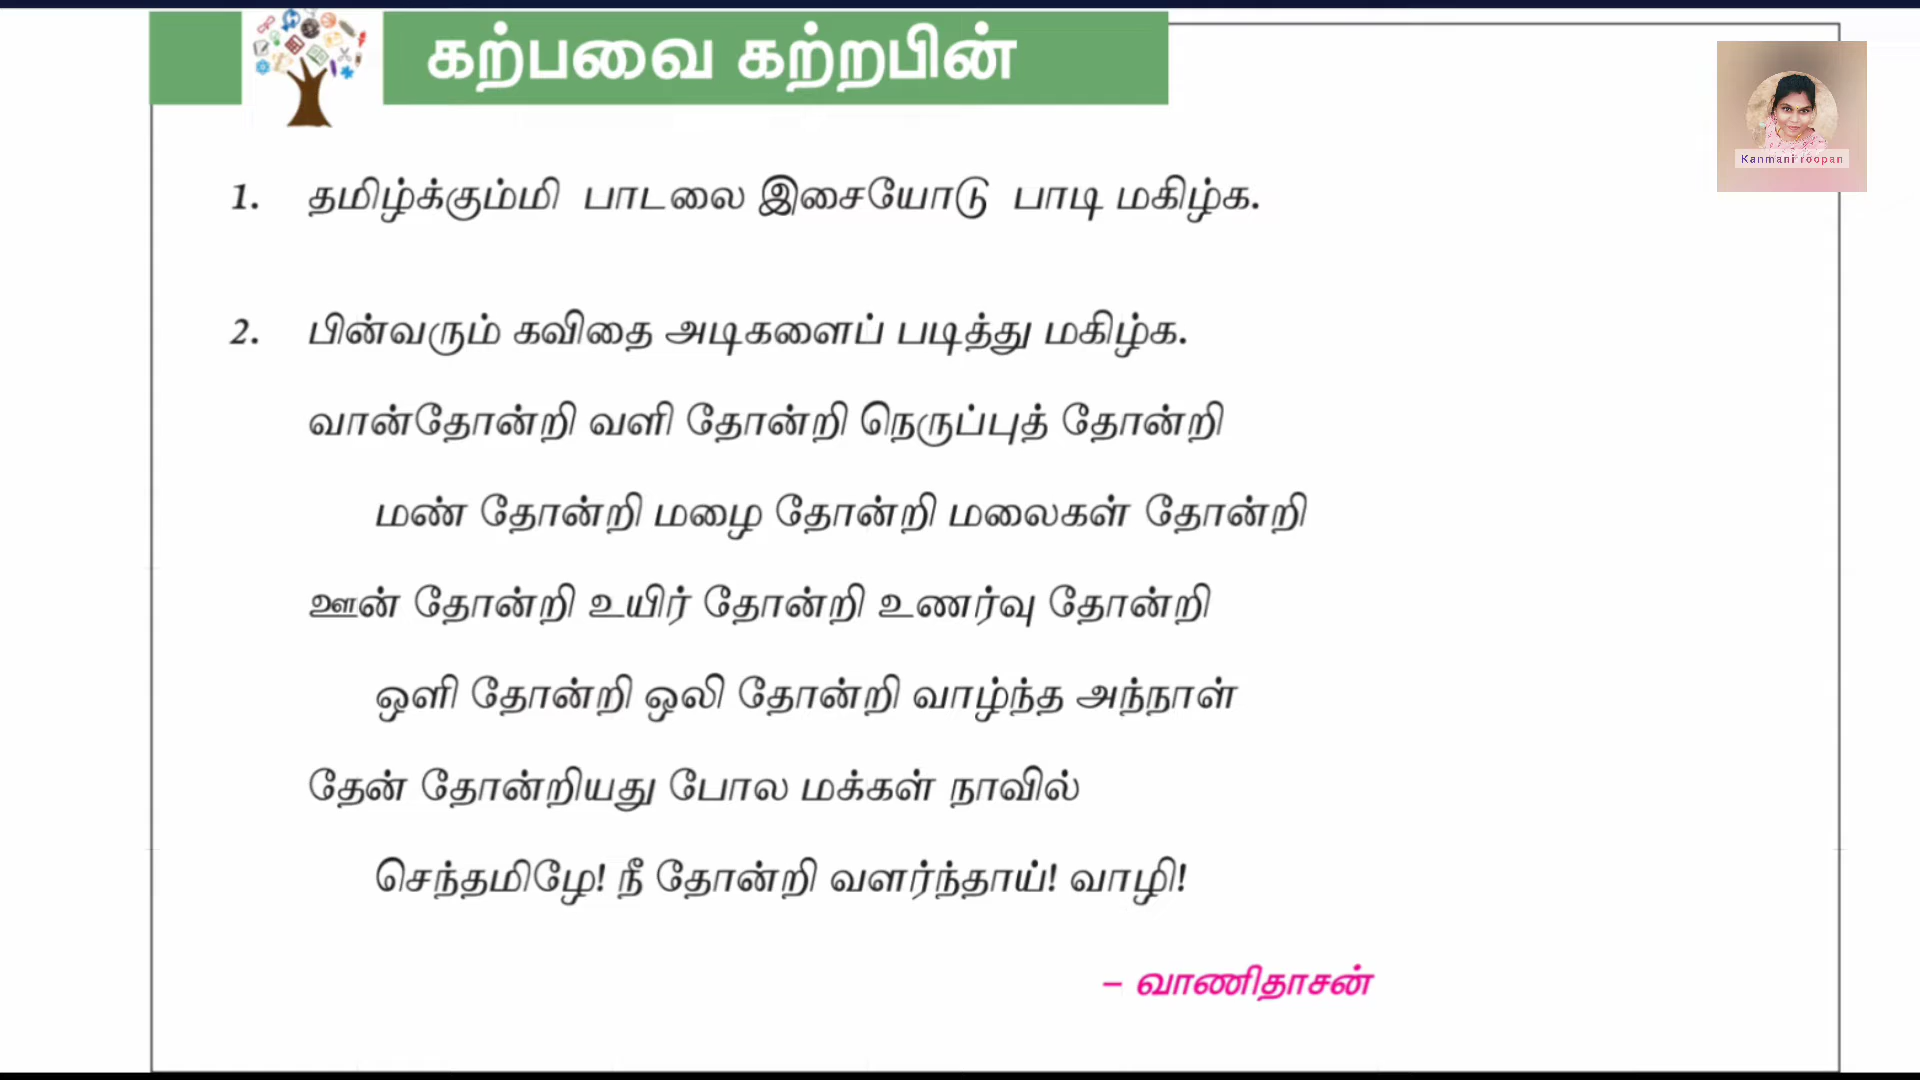 கற்பவை கற்றபின்
Kanmani roopan
1. தமிழ்க்கும்மி பாடலை இசையோடு பாடி மகிழ்க.
2. பின்வரும் கவிதை அடிகளைப் படித்து மகிழ்க.
வான்தோன்றி வளி தோன்றி நெருப்புத் தோன்றி
மண் தோன்றி மழை தோன்றி மலைகள் தோன்றி
ஊன் தோன்றி உயிர் தோன்றி உணர்வு தோன்றி
ஒளி தோன்றி ஒலி தோன்றி வாழ்ந்த அந்நாள்
தேன் தோன்றியது போல மக்கள் நாவில்
செந்தமிழே! நீ தோன்றி வளர்ந்தாய்! வாழி!
– வாணிதாசன்